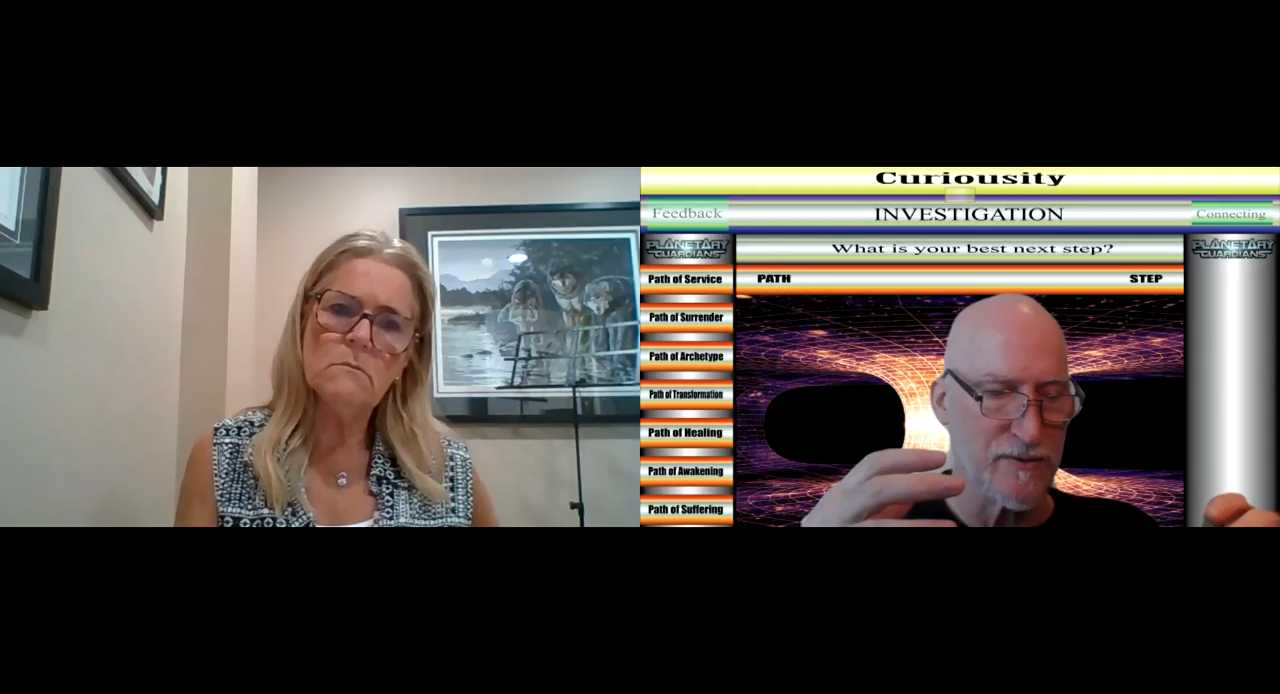 Curiousity
Feedback
INVESTIGATION
Connecting
PLANETARY
GUARDIANS
What is your best next step?
PLANETARY
GUARDIANS
Path of Service
PATH
STEP
Path of Surrender
Path of Archetype
Path of Transformation
Path of Healing
Path of Awakening
Path of Suffering